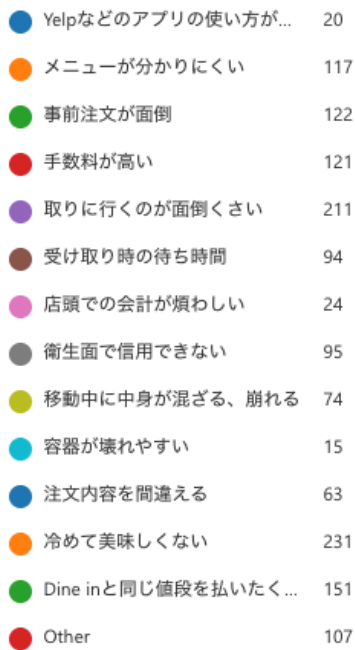 Yelpなどのアプリの使い方が... 20
メニューが分かりにくい 117
事前注文が面倒 122
手数料が高い 121
取りに行くのが面倒くさい 211
受け取り時の待ち時間 94
店頭での会計が煩わしい 24
衛生面で信用できない 95
移動中に中身が混ざる、崩れる 74
容器が壊れやすい 15
注文内容を間違える 63
冷めて美味しくない 231
Dine inと同じ値段を払いたく... 151
Other 107